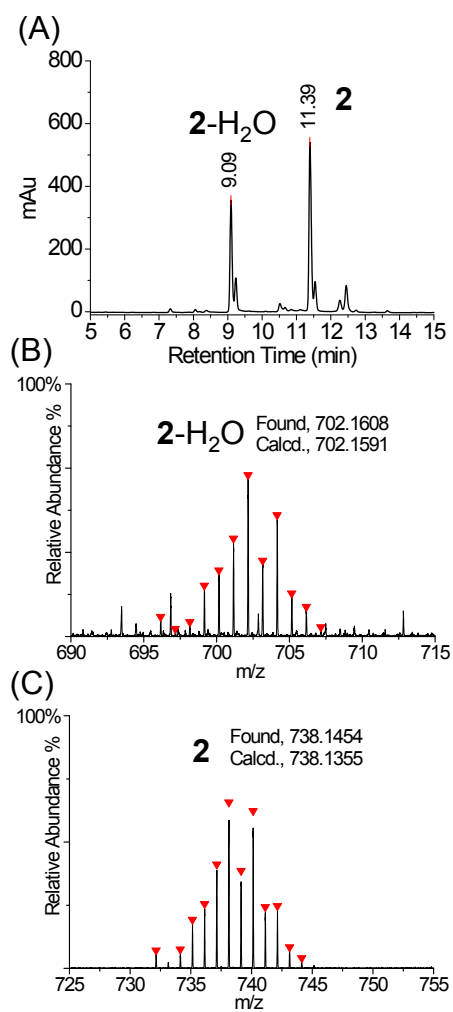 (A)
800
600
400
200
0
mAu
2-H₂O
9.09
2
11.39
5 6 7 8 9 10 11 12 13 14 15
Retention Time (min)
(B)
100%
Relative Abundance %
2-H₂O
Found, 702.1608
Calcd., 702.1591
690 695 700 705 710 715
m/z
(C)
100%
Relative Abundance %
2
Found, 738.1454
Calcd., 738.1355
725 730 735 740 745 750 755
m/z